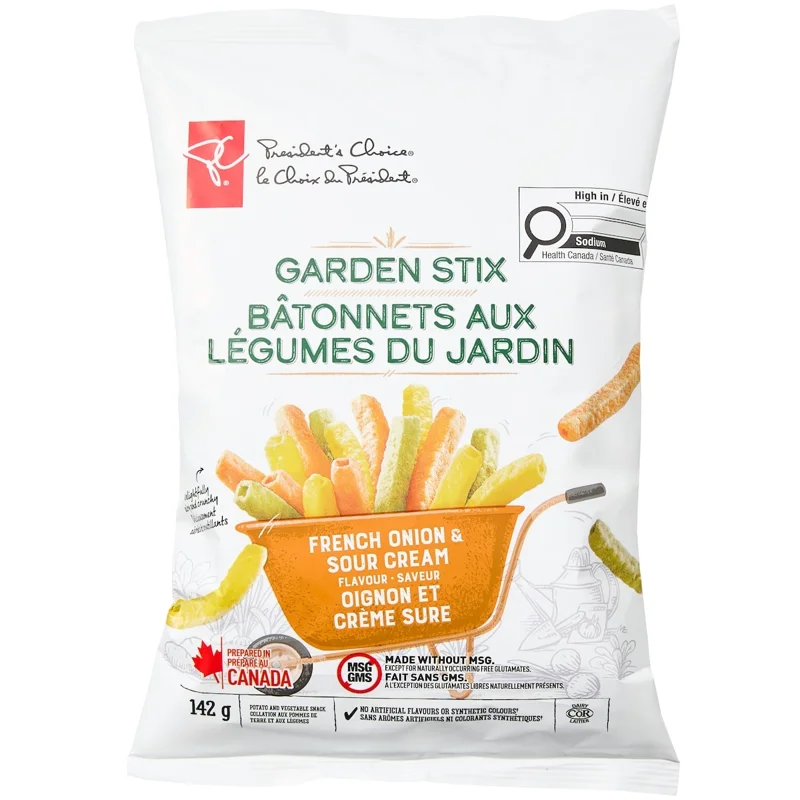 PC®
President's Choice®
le Choix du Président®
High in / Élevé e
Sodium
Health Canada / Santé Canada
GARDEN STIX
BÂTONNETS AUX
LÉGUMES DU JARDIN
FRENCH ONION &
SOUR CREAM
FLAVOUR · SAVEUR
OIGNON ET
CRÈME SURE
PREPARED IN
PRÉPARÉ AU
CANADA
MSG
GMS
MADE WITHOUT MSG.
EXCEPT FOR NATURALLY OCCURRING FREE GLUTAMATES.
FAIT SANS GMS.
À L'EXCEPTION DES GLUTAMATES LIBRES NATURELLEMENT PRÉSENTS.
142 g
POTATO AND VEGETABLE SNACK
COLLATION AUX POMMES DE
TERRE ET AUX LÉGUMES
NO ARTIFICIAL FLAVOURS OR SYNTHETIC COLOURS†
SANS ARÔMES ARTIFICIELS NI COLORANTS SYNTHÉTIQUES†
DAIRY
COR
LAITIER